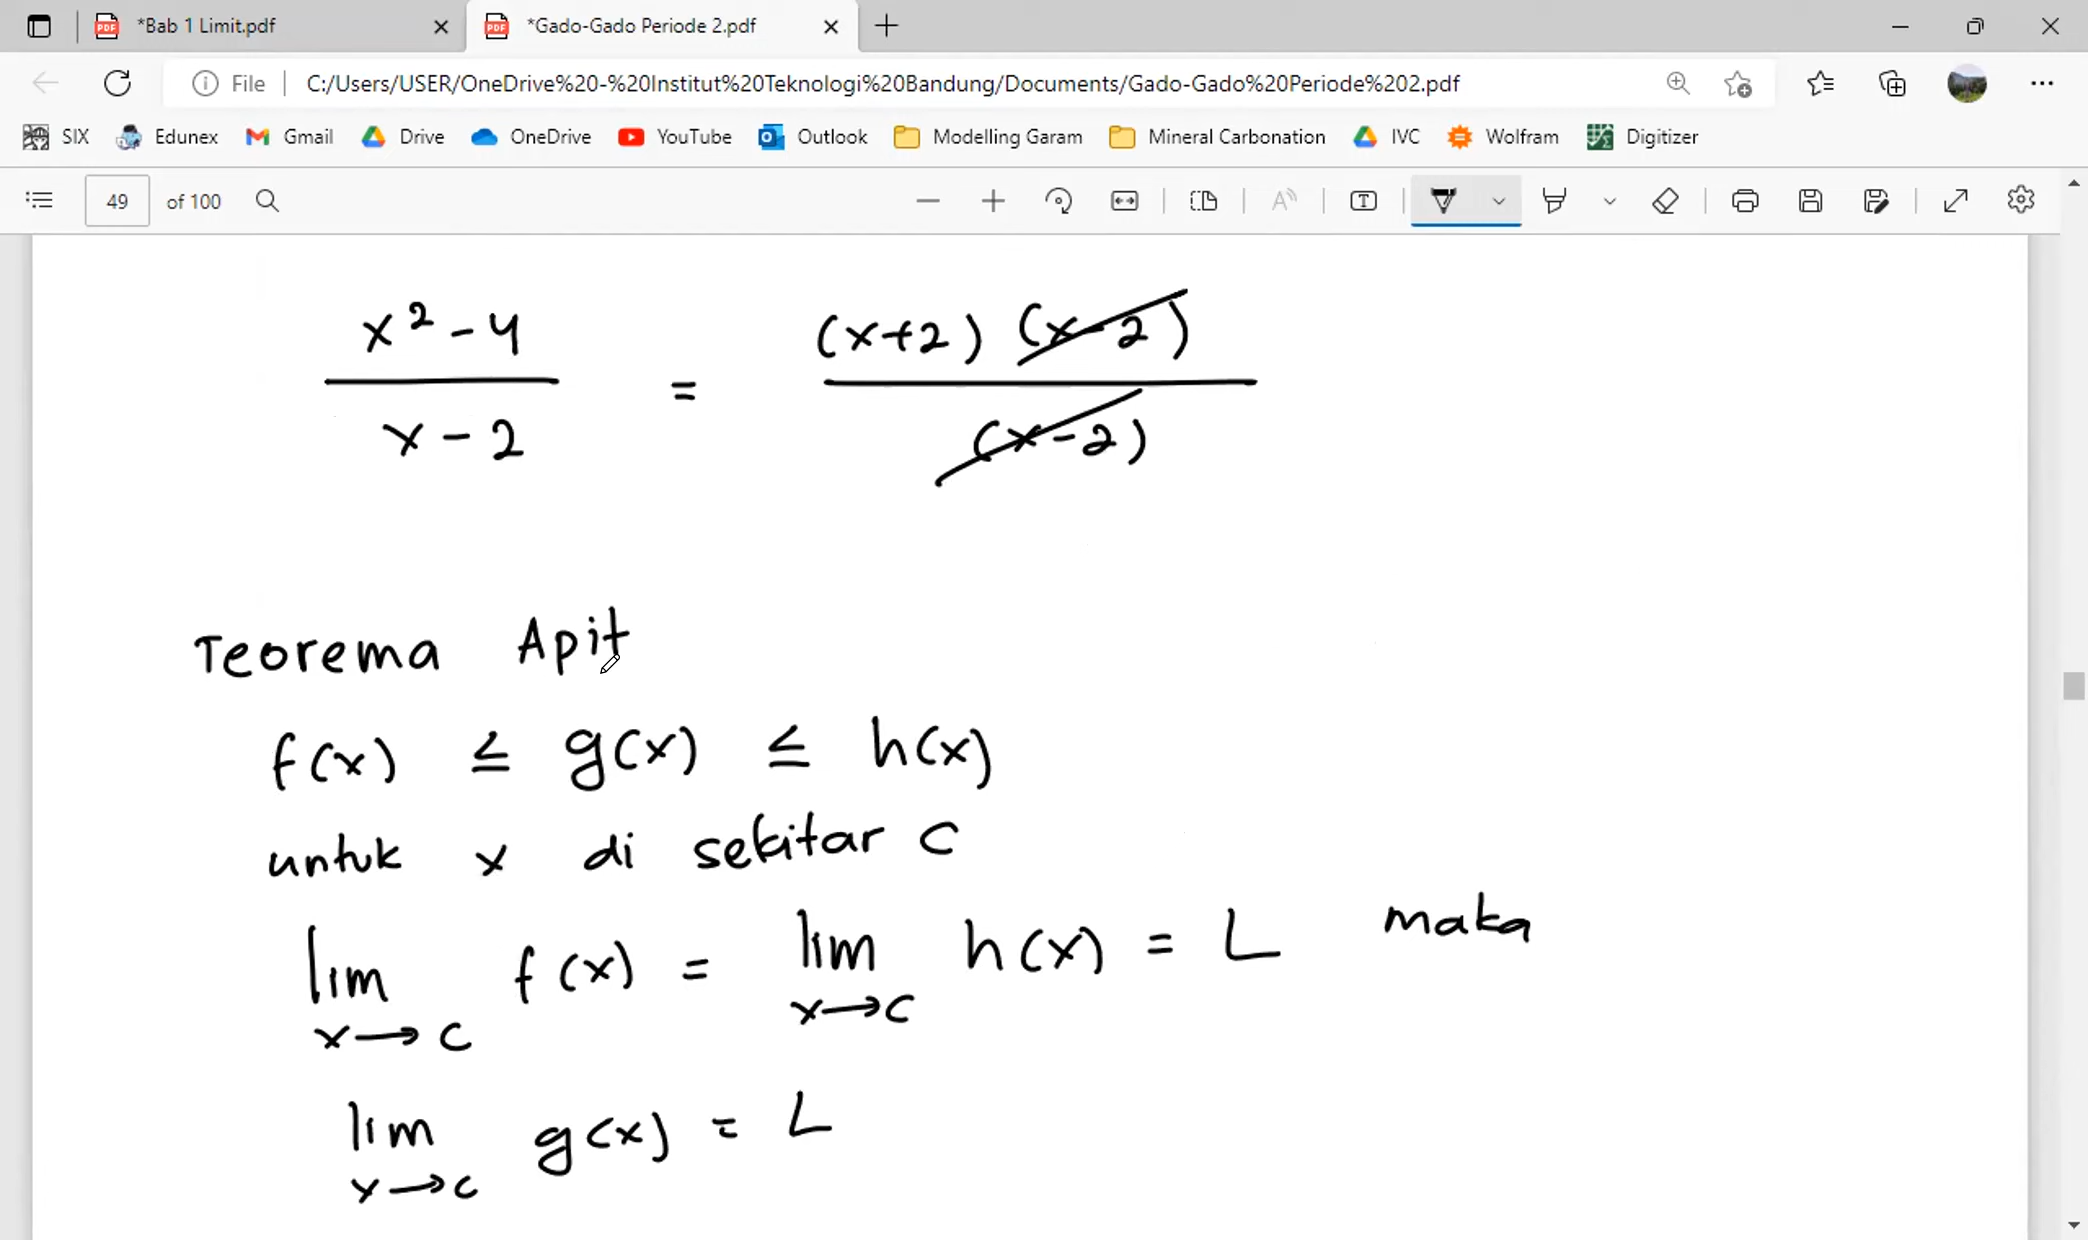 *Bab 1 Limit.pdf
*Gado-Gado Periode 2.pdf
File | C:/Users/USER/OneDrive%20-%20Institut%20Teknologi%20Bandung/Documents/Gado-Gado%20Periode%202.pdf
SIX Edunex Gmail Drive OneDrive YouTube Outlook Modelling Garam Mineral Carbonation IVC Wolfram Digitizer
49 of 100
x² - 4 = (x+2) (x-2)
x - 2 (x-2)
Teorema Apit
f(x) ≤ g(x) ≤ h(x)
untuk x di sekitar c
lim f(x) = lim h(x) = L maka
x→c x→c
lim g(x) = L
x→c